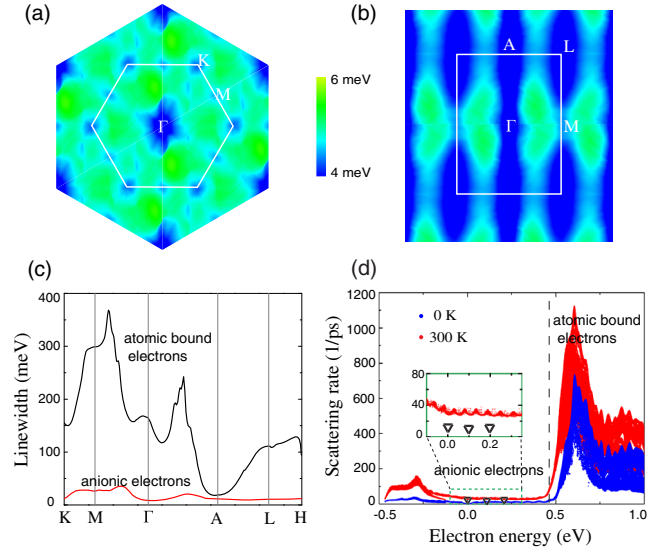 (a)
K
M
Γ
6 meV
4 meV
(b)
A
L
Γ
M
(c)
400
300
200
100
0
Linewidth (meV)
atomic bound
electrons
anionic electrons
K
M
Γ
A
L
H
(d)
1200
1000
800
600
400
200
0
Scattering rate (1/ps)
0 K
300 K
atomic bound
electrons
80
40
0
0.0
0.2
anionic electrons
-0.5
0.0
0.5
1.0
Electron energy (eV)